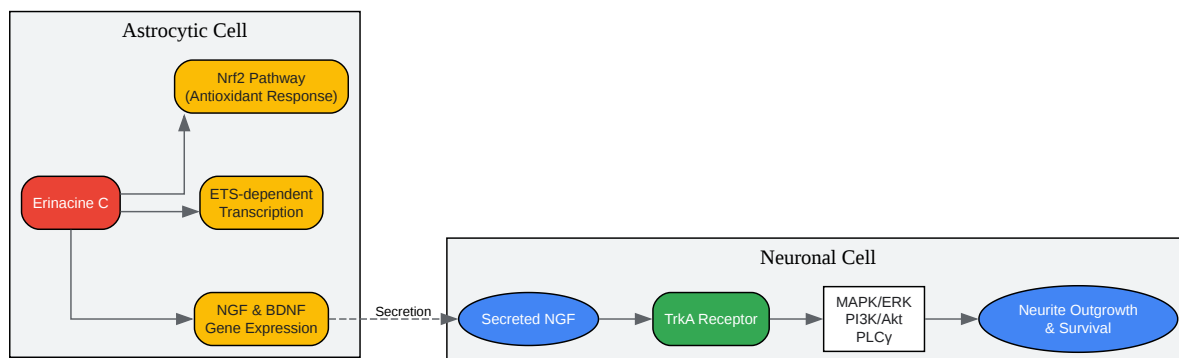 Astrocytic Cell
Nrf2 Pathway
(Antioxidant Response)
Erinacine C
ETS-dependent
Transcription
NGF & BDNF
Gene Expression
Secretion
Neuronal Cell
Secreted NGF
TrkA Receptor
MAPK/ERK
PI3K/Akt
PLCγ
Neurite Outgrowth
& Survival